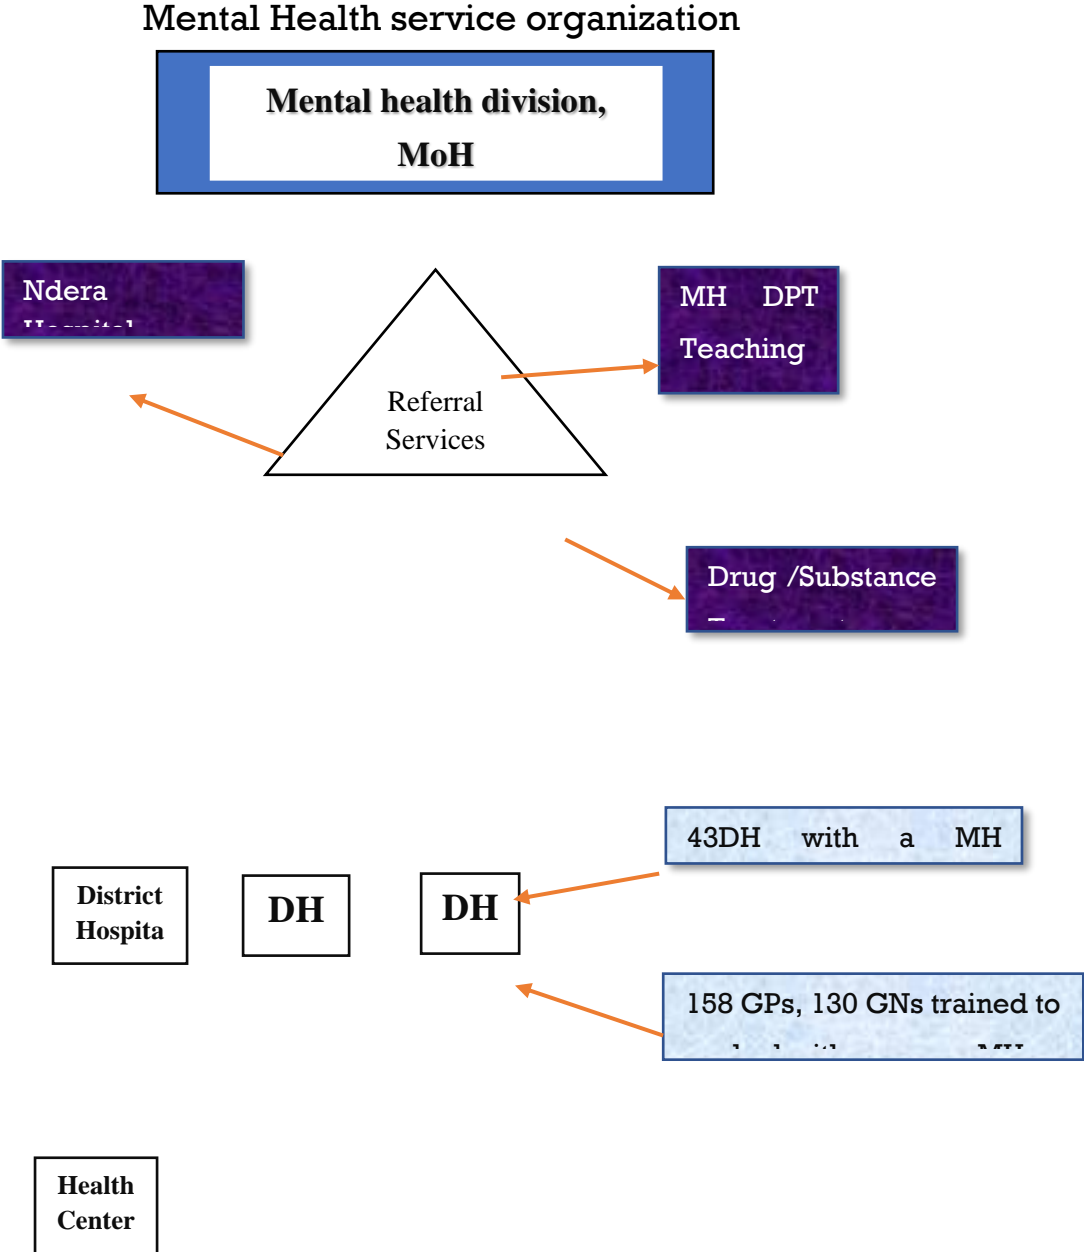 Mental Health service organization
Mental health division,
MoH
Ndera
MH DPT
Teaching
Referral
Services
Drug /Substance
43DH with a MH
District
Hospita
DH
DH
158 GPs, 130 GNs trained to
Health
Center